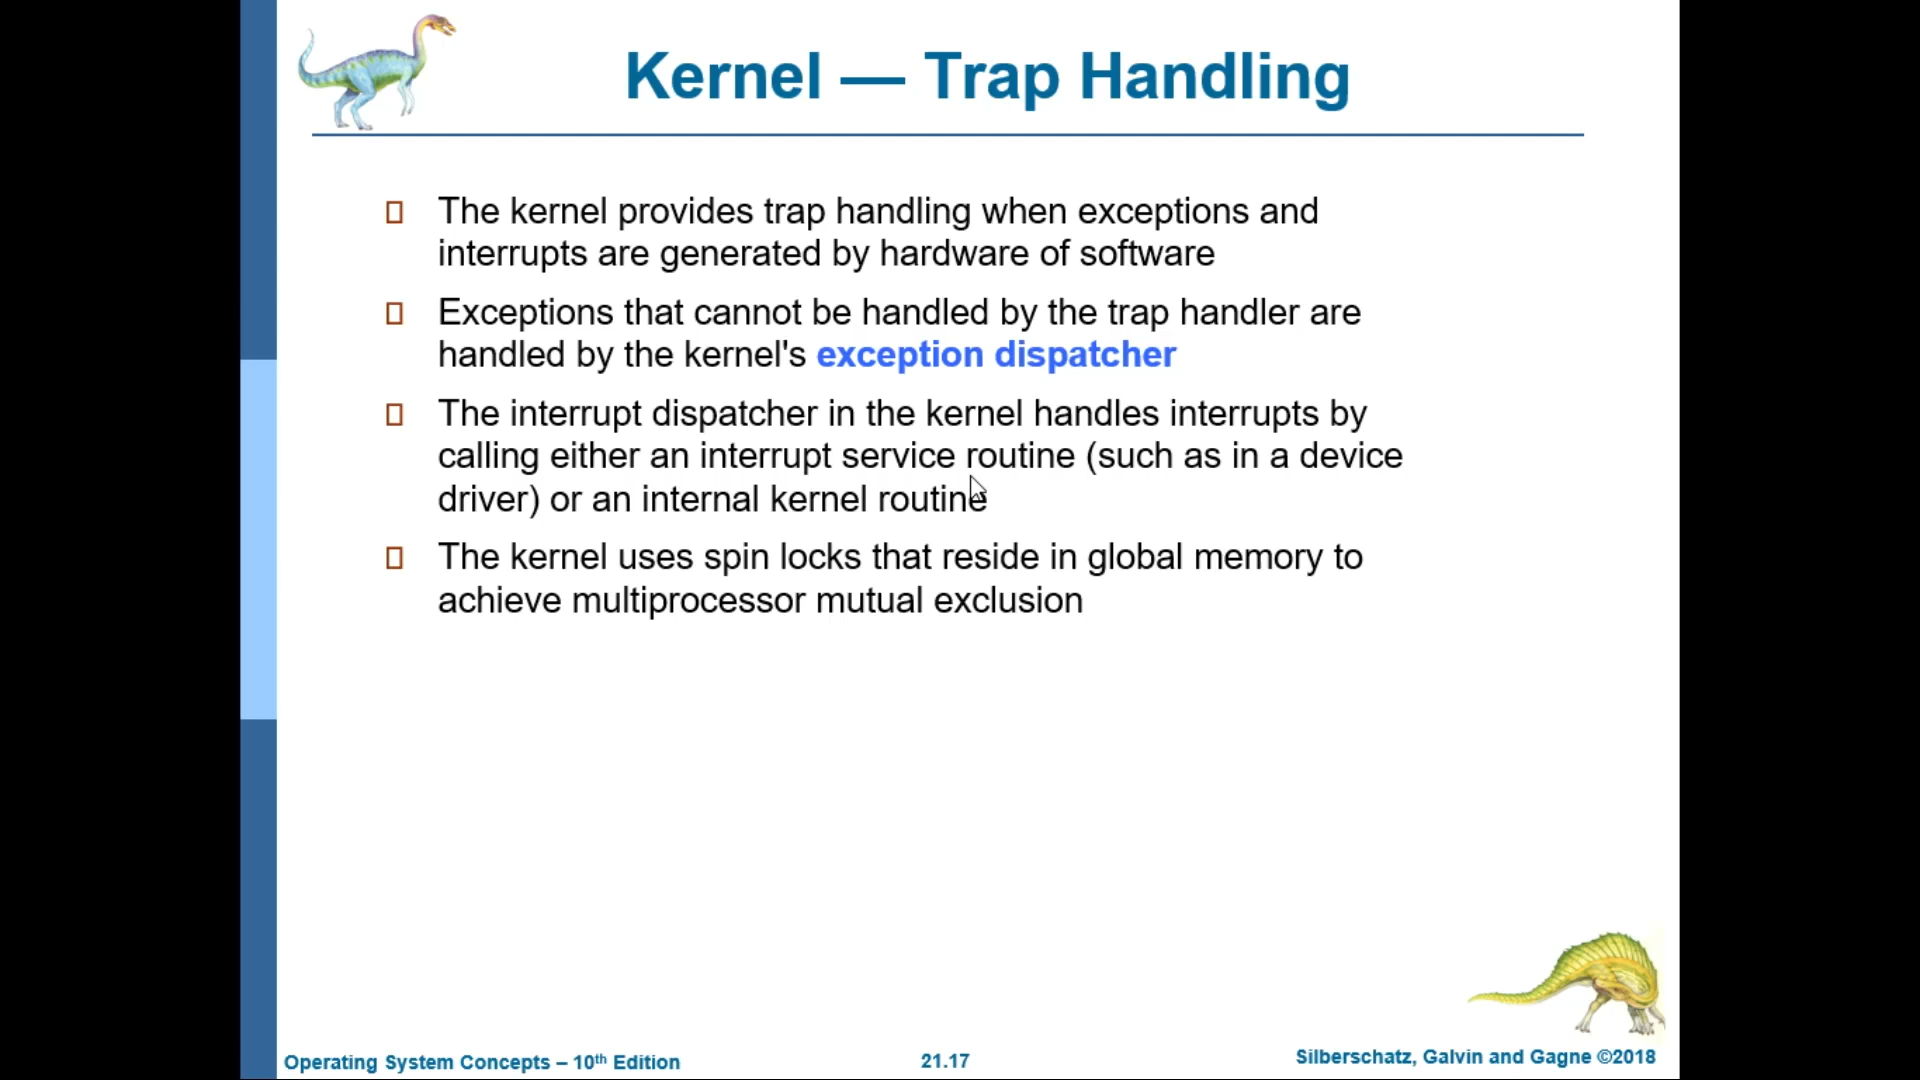 Kernel — Trap Handling
The kernel provides trap handling when exceptions and
interrupts are generated by hardware of software
Exceptions that cannot be handled by the trap handler are
handled by the kernel's exception dispatcher
The interrupt dispatcher in the kernel handles interrupts by
calling either an interrupt service routine (such as in a device
driver) or an internal kernel routine
The kernel uses spin locks that reside in global memory to
achieve multiprocessor mutual exclusion
Operating System Concepts – 10th Edition
21.17
Silberschatz, Galvin and Gagne ©2018